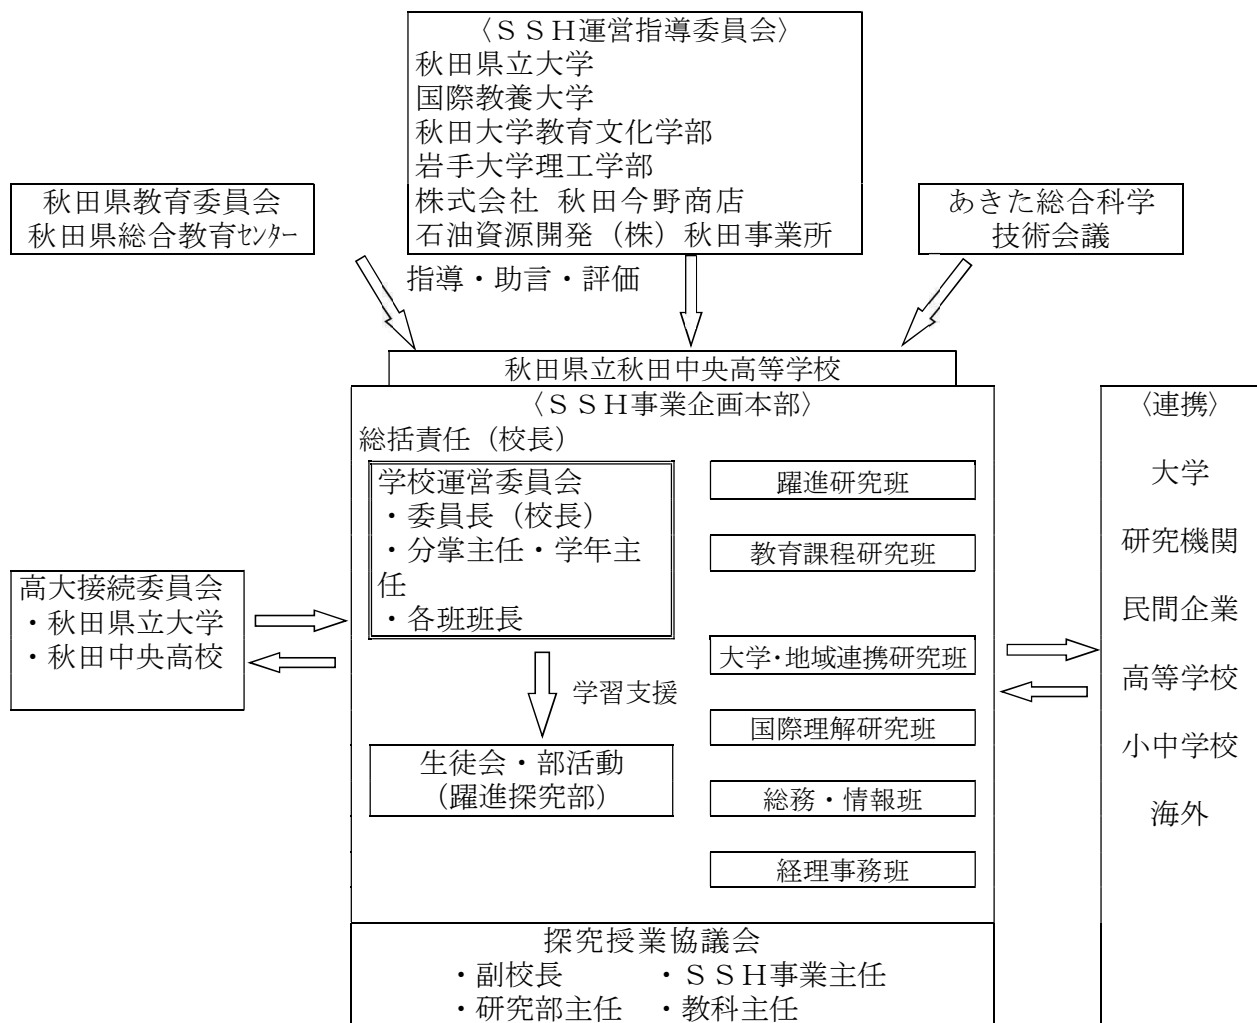 〈ＳＳＨ運営指導委員会〉
秋田県立大学
国際教養大学
秋田大学教育文化学部
岩手大学理工学部
株式会社 秋田今野商店
石油資源開発（株）秋田事業所
秋田県教育委員会
秋田県総合教育ｾﾝﾀｰ
あきた総合科学
技術会議
指導・助言・評価
秋田県立秋田中央高等学校
〈ＳＳＨ事業企画本部〉
総括責任（校長）
学校運営委員会
・委員長（校長）
・分掌主任・学年主
任
・各班班長
学習支援
生徒会・部活動
（躍進探究部）
躍進研究班
教育課程研究班
大学･地域連携研究班
国際理解研究班
総務・情報班
経理事務班
高大接続委員会
・秋田県立大学
・秋田中央高校
〈連携〉
大学
研究機関
民間企業
高等学校
小中学校
海外
探究授業協議会
・副校長　　・ＳＳＨ事業主任
・研究部主任　・教科主任